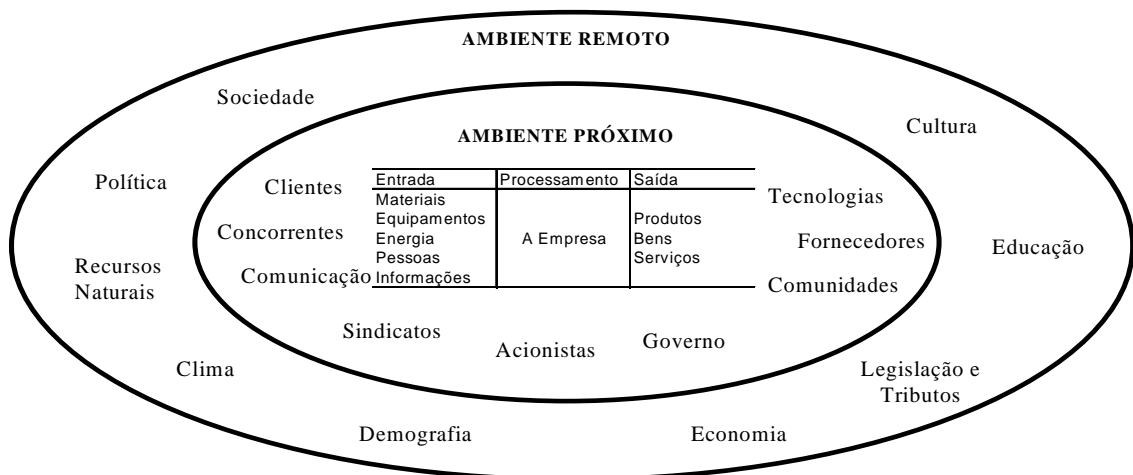 AMBIENTE REMOTO
Sociedade
Cultura
AMBIENTE PRÓXIMO
Política
Clientes
Entrada Processamento Saída
Tecnologias
Materiais
Equipamentos
Energia
Pessoas
Informações
A Empresa
Produtos
Bens
Serviços
Concorrentes
Fornecedores
Educação
Recursos
Naturais
Comunicação
Comunidades
Sindicatos
Acionistas
Governo
Clima
Legislação e
Tributos
Demografia
Economia